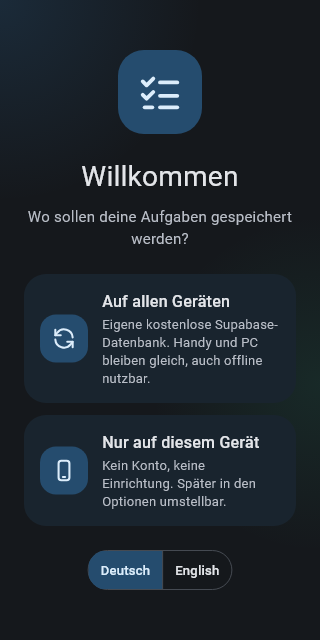 Willkommen
Wo sollen deine Aufgaben gespeichert
werden?
Auf allen Geräten
Eigene kostenlose Supabase-
Datenbank. Handy und PC
bleiben gleich, auch offline
nutzbar.
Nur auf diesem Gerät
Kein Konto, keine
Einrichtung. Später in den
Optionen umstellbar.
Deutsch English